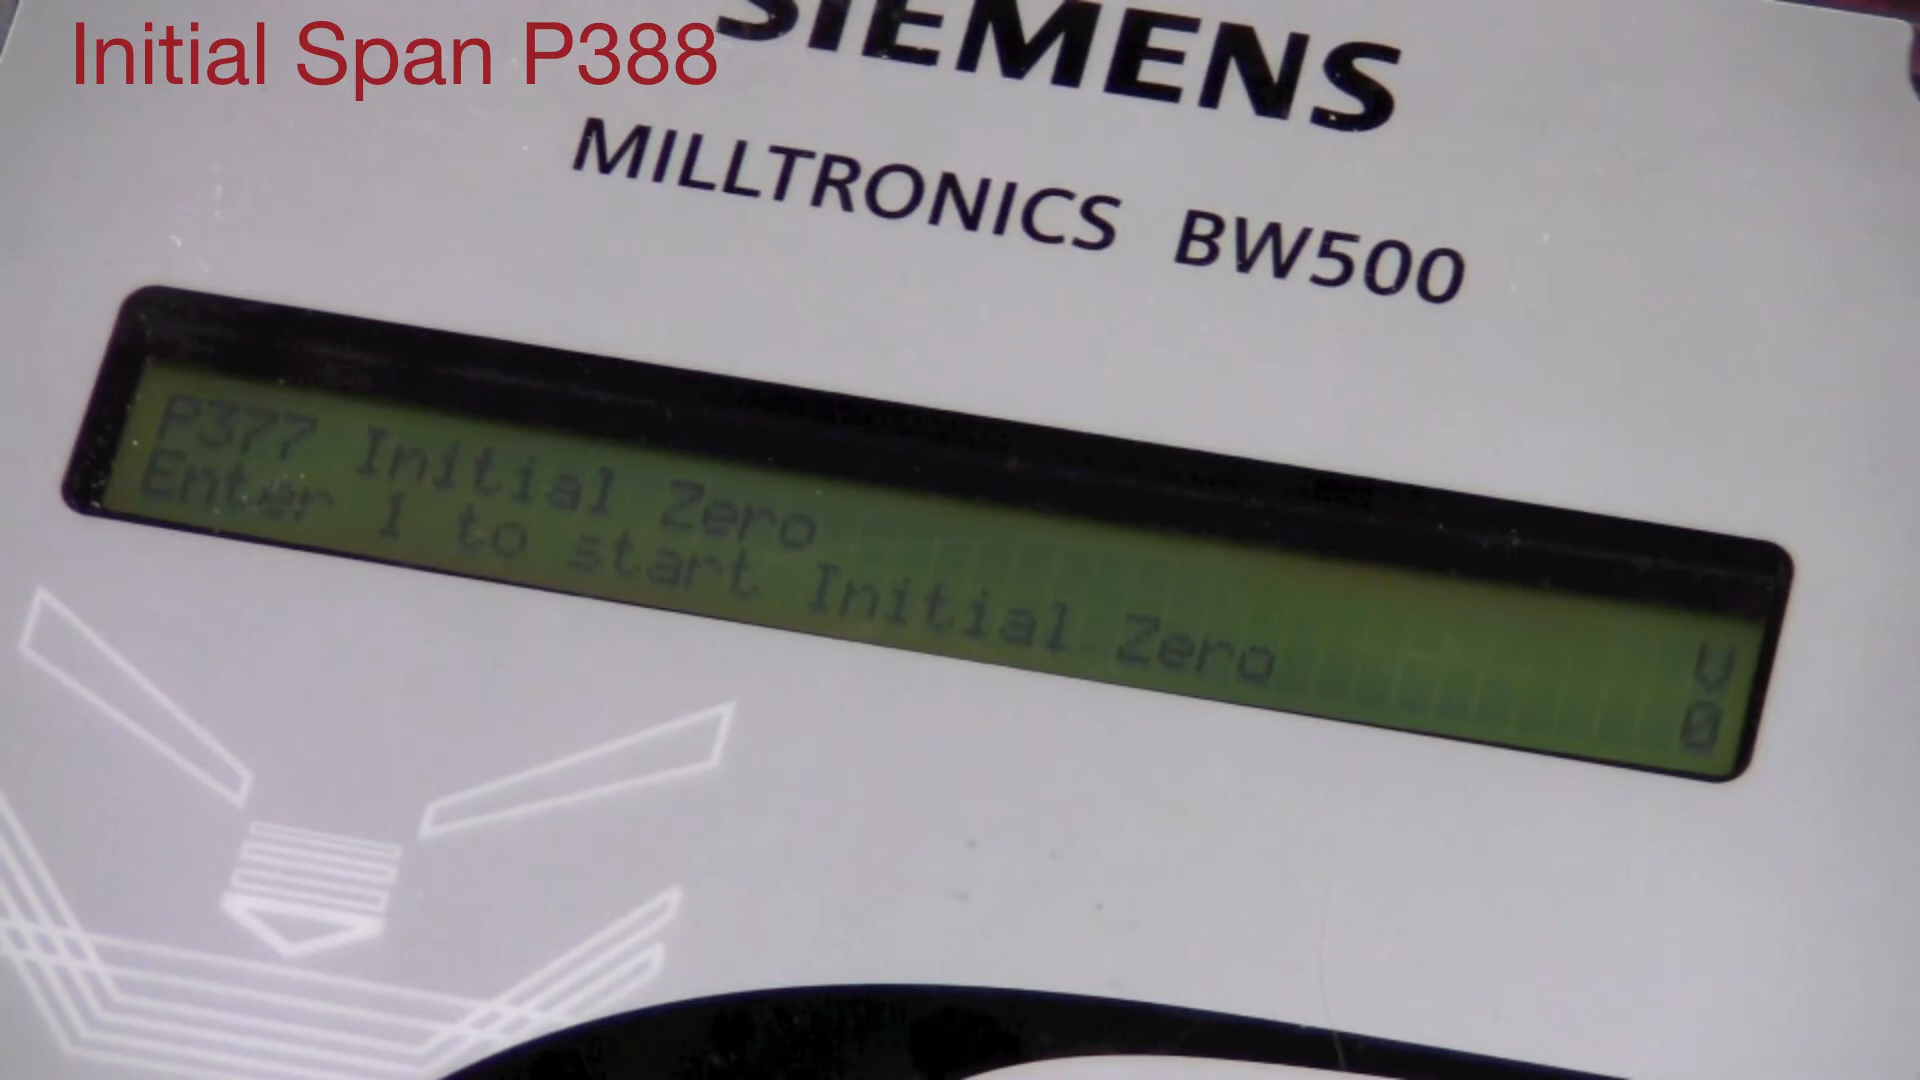 Initial Span P388
SIEMENS
MILLTRONICS BW500
P377 Initial Zero V
Enter 1 to start Initial Zero 0